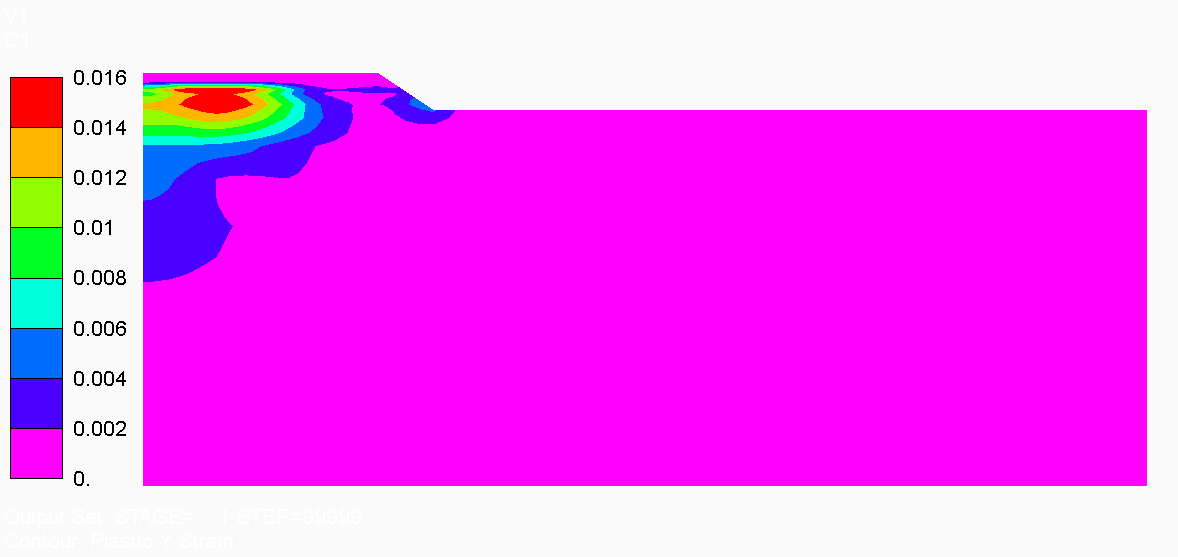 V1
C1
0.016
0.014
0.012
0.01
0.008
0.006
0.004
0.002
0.
Output Set: STAGE= 1 STEP=99999
Contour: Plastic Y Strain